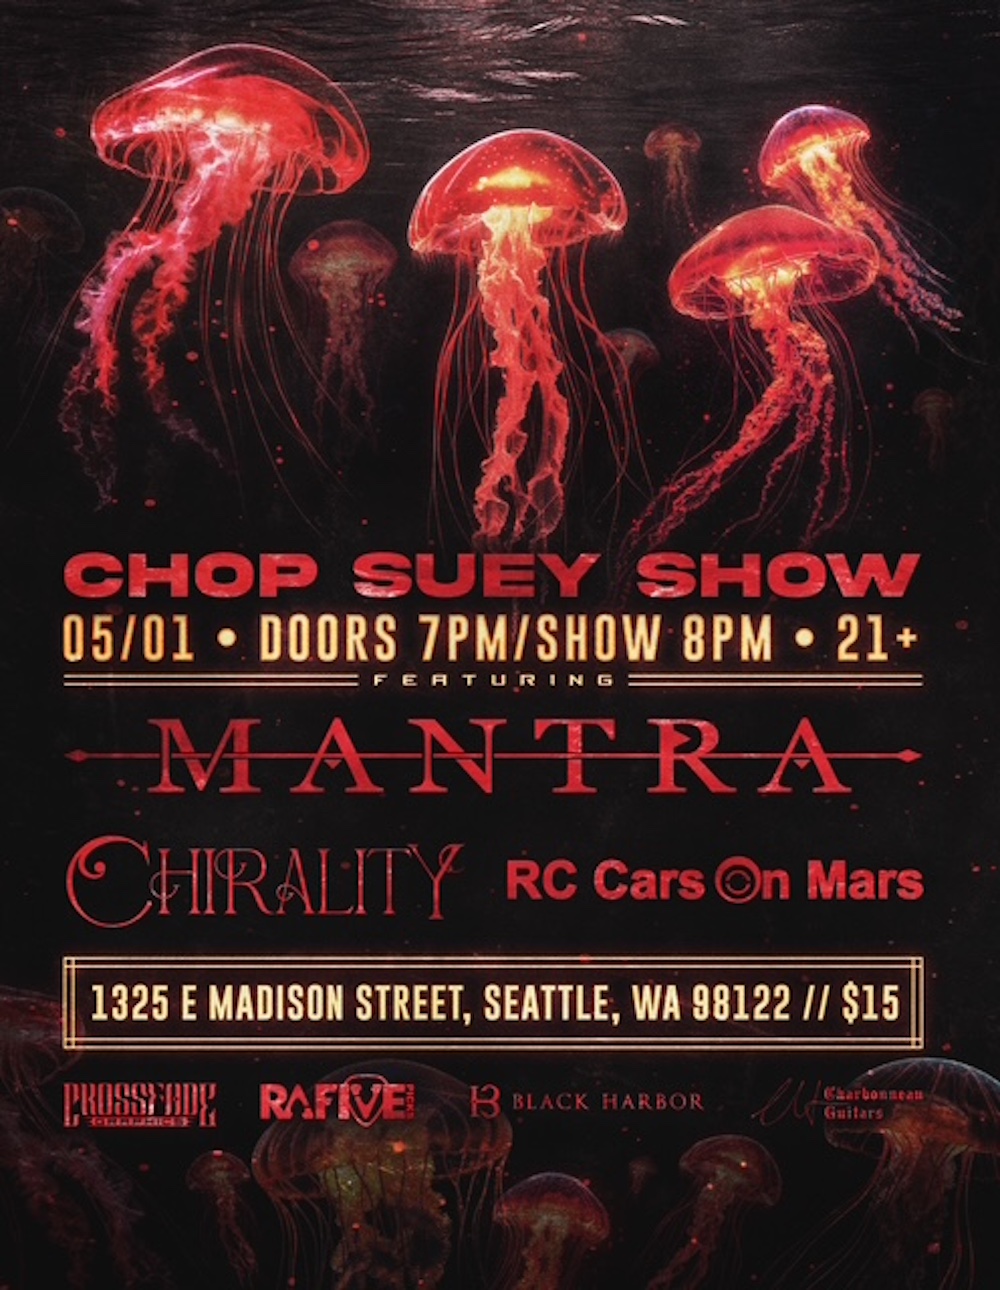 CHOP SUEY SHOW
05/01 • DOORS 7PM/SHOW 8PM • 21+
FEATURING
MANTRA
CHIRALITY
RC Cars On Mars
1325 E MADISON STREET, SEATTLE, WA 98122 // $15
CROSSFADE GRAPHICS
RAFIVE PICKS
BLACK HARBOR
Charbonneau
Guitars